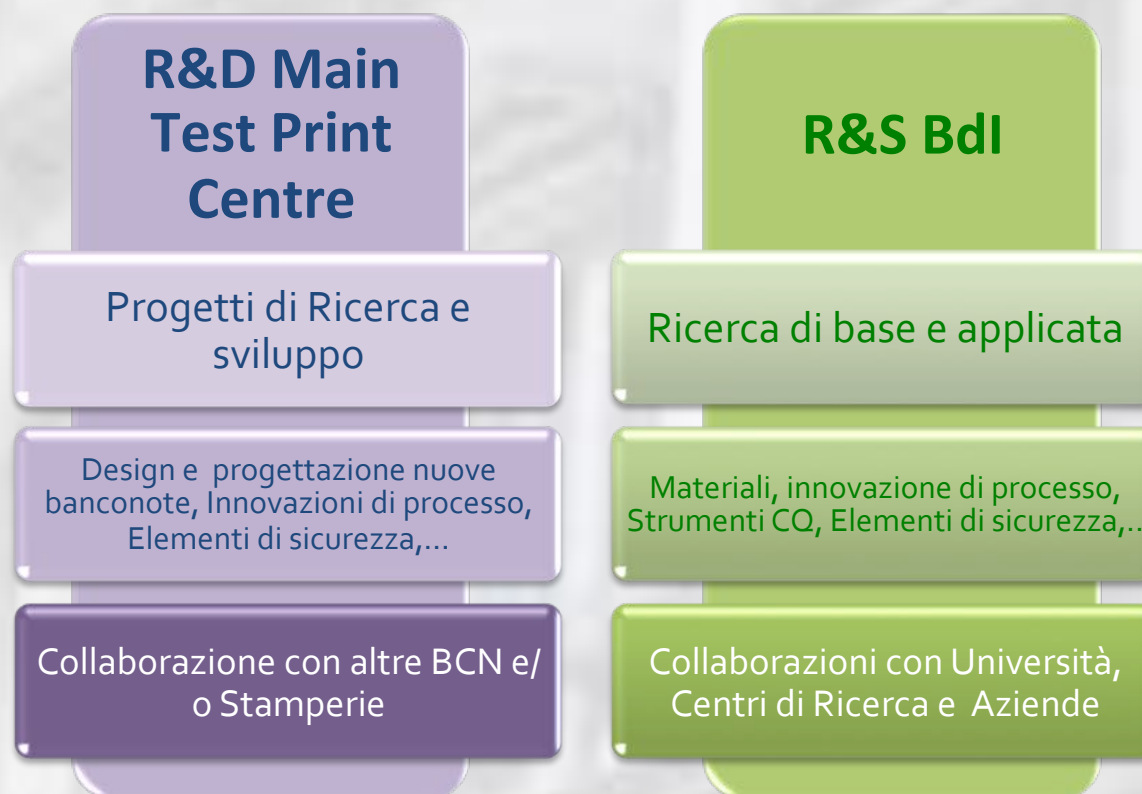 R&D Main
Test Print
Centre
Progetti di Ricerca e
sviluppo
Design e progettazione nuove
banconote, Innovazioni di processo,
Elementi di sicurezza,...
Collaborazione con altre BCN e/
o Stamperie
R&S BdI
Ricerca di base e applicata
Materiali, innovazione di processo,
Strumenti CQ, Elementi di sicurezza,..
Collaborazioni con Università,
Centri di Ricerca e Aziende